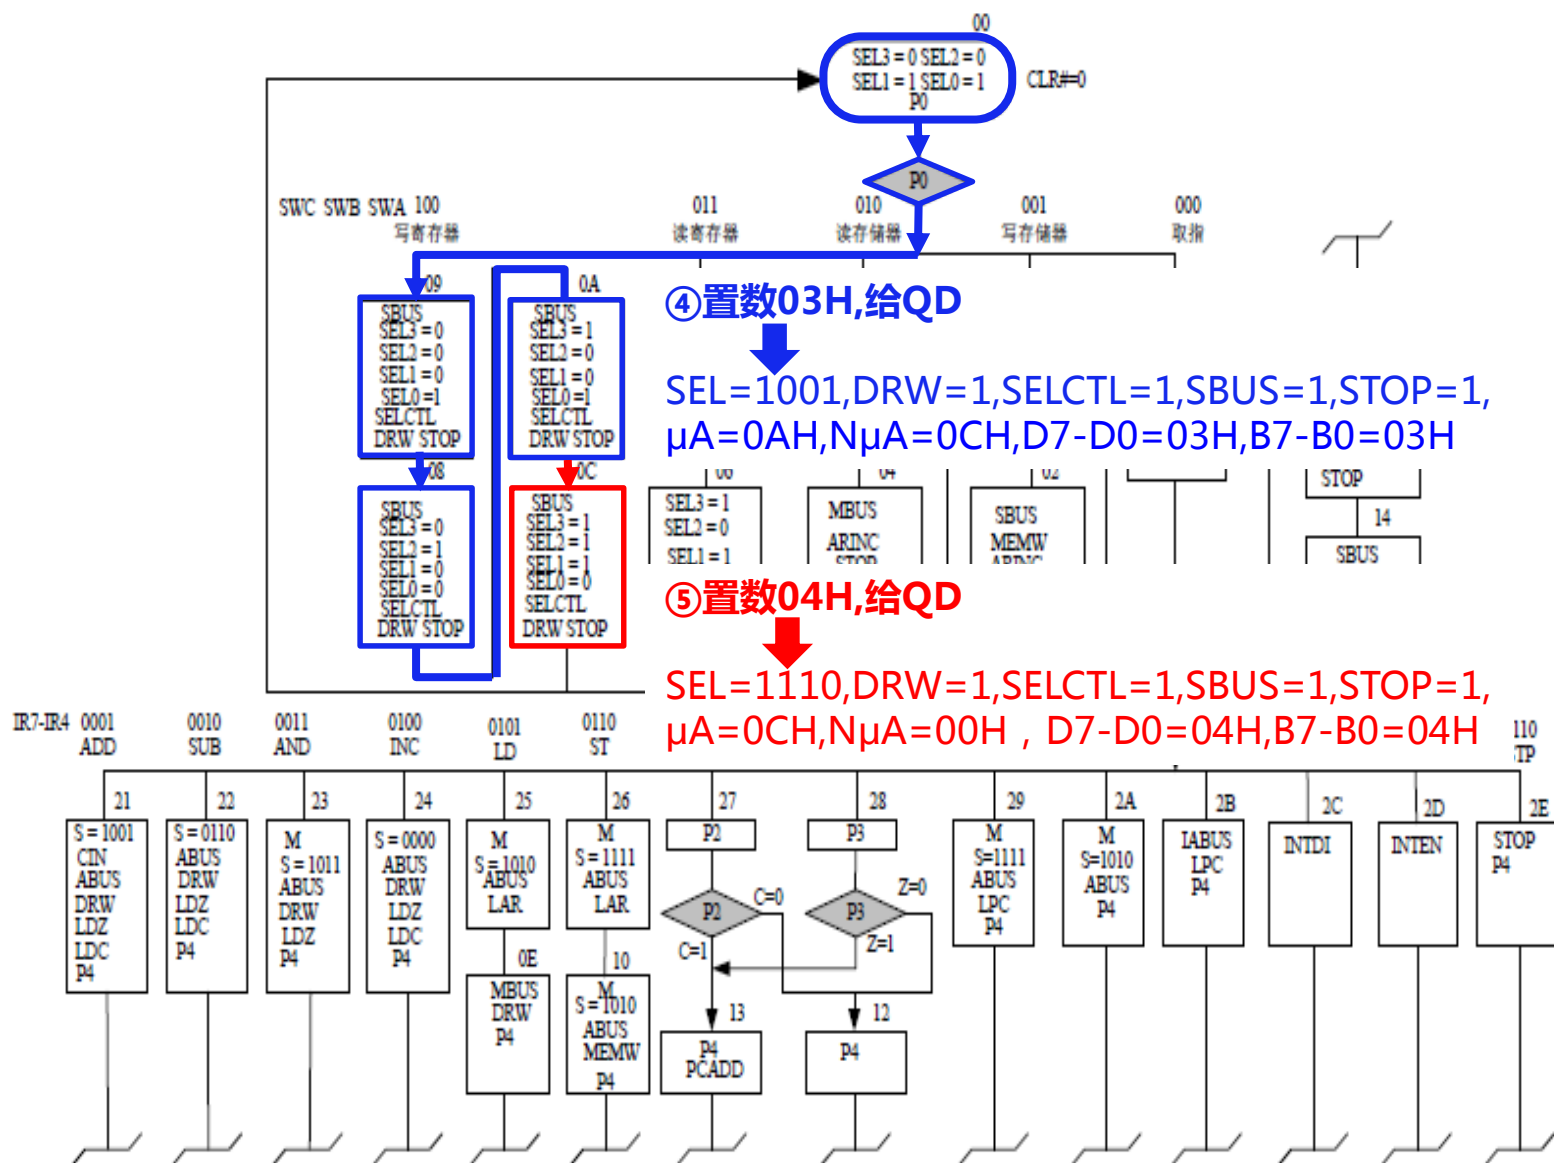 00
SEL3 = 0 SEL2 = 0
SEL1 = 1 SEL0 = 1
P0
CLR#=0
P0
SWC SWB SWA 100
写寄存器
011
读寄存器
010
读存储器
001
写存储器
000
取指
09
SBUS
SEL3 = 0
SEL2 = 0
SEL1 = 0
SEL0 =1
SELCTL
DRW STOP
0A
SBUS
SEL3 = 1
SEL2 = 0
SEL1 = 0
SEL0 =1
SELCTL
DRW STOP
④置数03H,给QD
SEL=1001,DRW=1,SELCTL=1,SBUS=1,STOP=1,
μA=0AH,NμA=0CH,D7-D0=03H,B7-B0=03H
08
SBUS
SEL3 = 0
SEL2 = 1
SEL1 = 0
SEL0 = 0
SELCTL
DRW STOP
0C
SBUS
SEL3 = 1
SEL2 = 1
SEL1 = 1
SEL0 = 0
SELCTL
DRW STOP
06
SEL3 = 1
SEL2 = 0
SEL1 = 1
04
MBUS
ARINC
STOP
02
SBUS
MEMW
ARINC
STOP
14
SBUS
⑤置数04H,给QD
SEL=1110,DRW=1,SELCTL=1,SBUS=1,STOP=1,
μA=0CH,NμA=00H , D7-D0=04H,B7-B0=04H
IR7-IR4 0001
ADD
0010
SUB
0011
AND
0100
INC
0101
LD
0110
ST
110
TP
21
S = 1001
CIN
ABUS
DRW
LDZ
LDC
P4
22
S = 0110
ABUS
DRW
LDZ
LDC
P4
23
M
S = 1011
ABUS
DRW
LDZ
P4
24
S = 0000
ABUS
DRW
LDZ
LDC
P4
25
M
S = 1010
ABUS
LAR
0E
MBUS
DRW
P4
26
M
S = 1111
ABUS
LAR
10
M
S = 1010
ABUS
MEMW
P4
27
P2
P2
C=0
C=1
13
P4
PCADD
28
P3
P3
Z=0
Z=1
12
P4
29
M
S=1111
ABUS
LPC
P4
2A
M
S=1010
ABUS
P4
2B
IABUS
LPC
P4
2C
INTDI
2D
INTEN
2E
STOP
P4